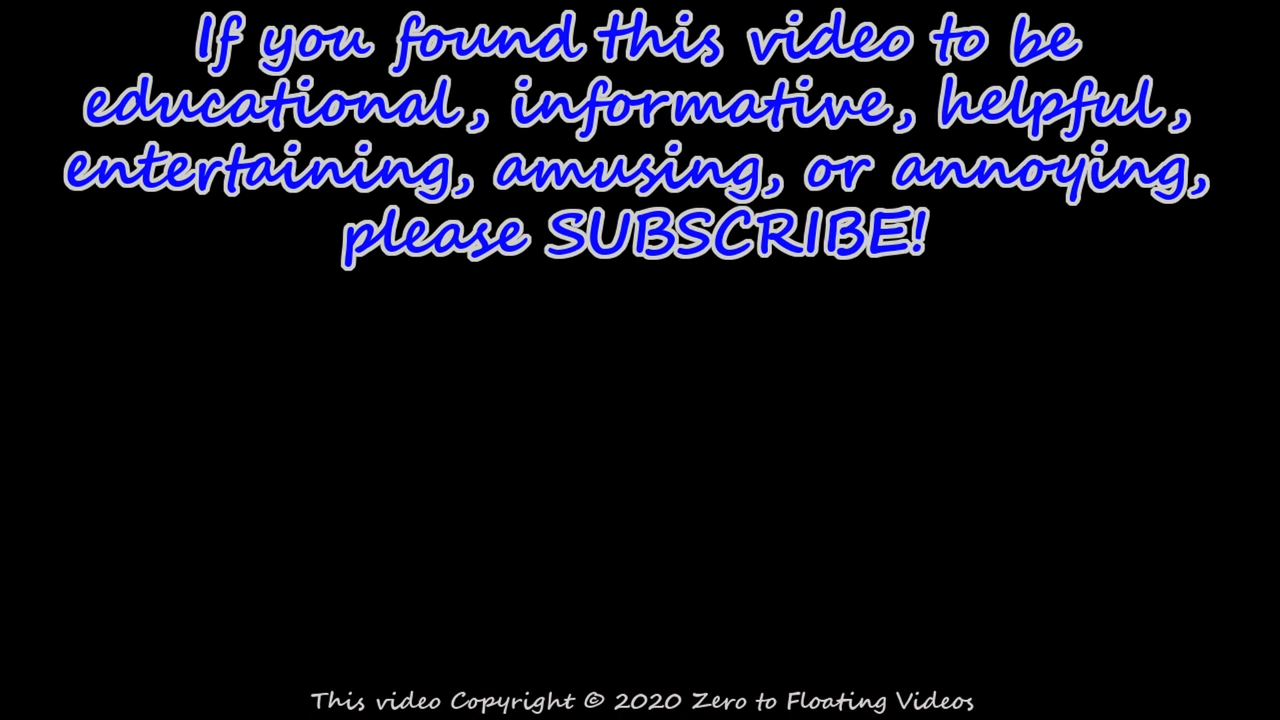 If you found this video to be
educational, informative, helpful,
entertaining, amusing, or annoying,
please SUBSCRIBE!
This video Copyright © 2020 Zero to Floating Videos